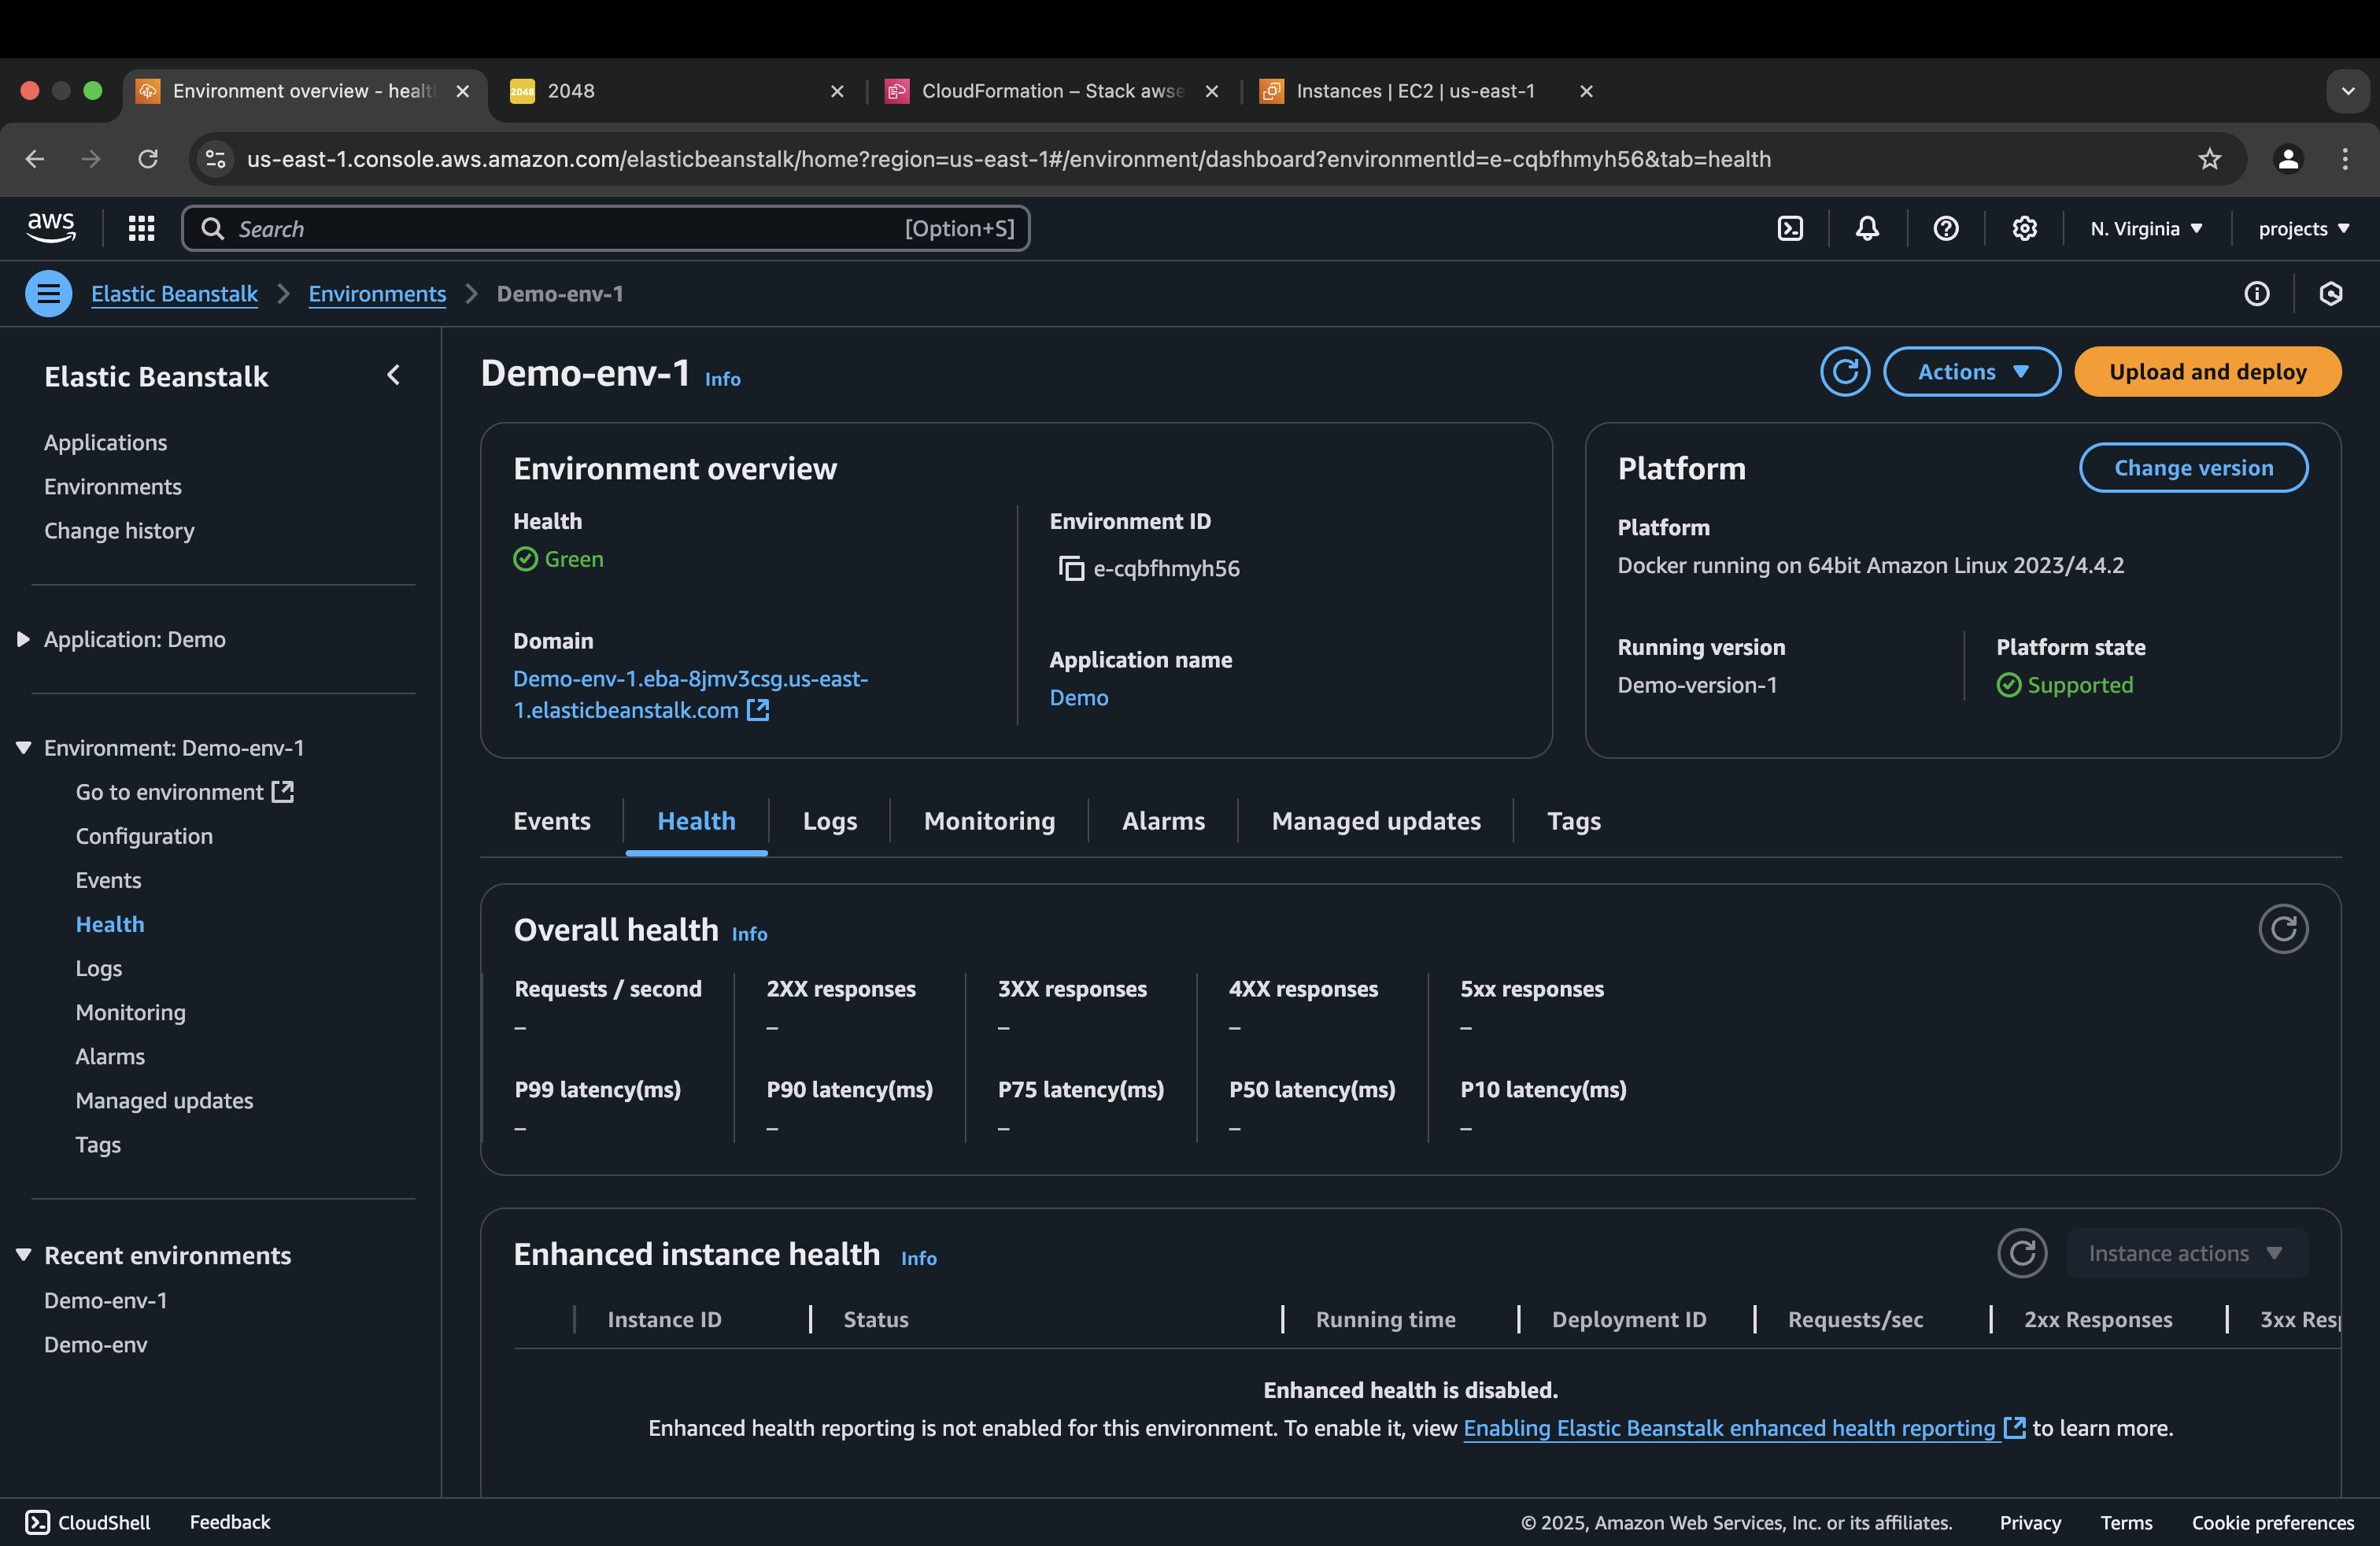 Environment overview - healt
2048
2048
CloudFormation – Stack awse
Instances | EC2 | us-east-1
us-east-1.console.aws.amazon.com/elasticbeanstalk/home?region=us-east-1#/environment/dashboard?environmentId=e-cqbfhmyh56&tab=health
aws
Search
[Option+S]
N. Virginia
projects
Elastic Beanstalk
Environments
Demo-env-1
Elastic Beanstalk
Applications
Environments
Change history
Application: Demo
Environment: Demo-env-1
Go to environment
Configuration
Events
Health
Logs
Monitoring
Alarms
Managed updates
Tags
Recent environments
Demo-env-1
Demo-env
Demo-env-1 Info
Actions
Upload and deploy
Environment overview
Health
Green
Domain
Demo-env-1.eba-8jmv3csg.us-east-
1.elasticbeanstalk.com
Environment ID
e-cqbfhmyh56
Application name
Demo
Platform
Change version
Platform
Docker running on 64bit Amazon Linux 2023/4.4.2
Running version
Demo-version-1
Platform state
Supported
Events Health Logs Monitoring Alarms Managed updates Tags
Overall health Info
Requests / second 2XX responses 3XX responses 4XX responses 5xx responses
– – – – –
P99 latency(ms) P90 latency(ms) P75 latency(ms) P50 latency(ms) P10 latency(ms)
– – – – –
Enhanced instance health Info
Instance actions
Instance ID Status Running time Deployment ID Requests/sec 2xx Responses 3xx Resp
Enhanced health is disabled.
Enhanced health reporting is not enabled for this environment. To enable it, view Enabling Elastic Beanstalk enhanced health reporting to learn more.
CloudShell Feedback
© 2025, Amazon Web Services, Inc. or its affiliates. Privacy Terms Cookie preferences